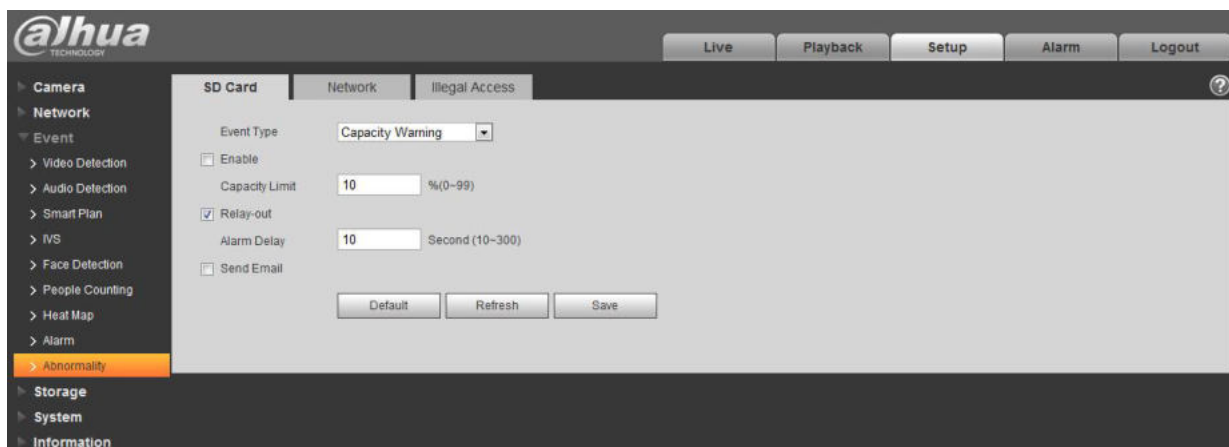 alhua
TECHNOLOGY
Live Playback Setup Alarm Logout
Camera
Network
Event
Video Detection
Audio Detection
Smart Plan
IVS
Face Detection
People Counting
Heat Map
Alarm
Abnormality
Storage
System
Information
SD Card Network Illegal Access ?
Event Type Capacity Warning
Enable
Capacity Limit 10 %(0~99)
Relay-out
Alarm Delay 10 Second (10~300)
Send Email
Default Refresh Save